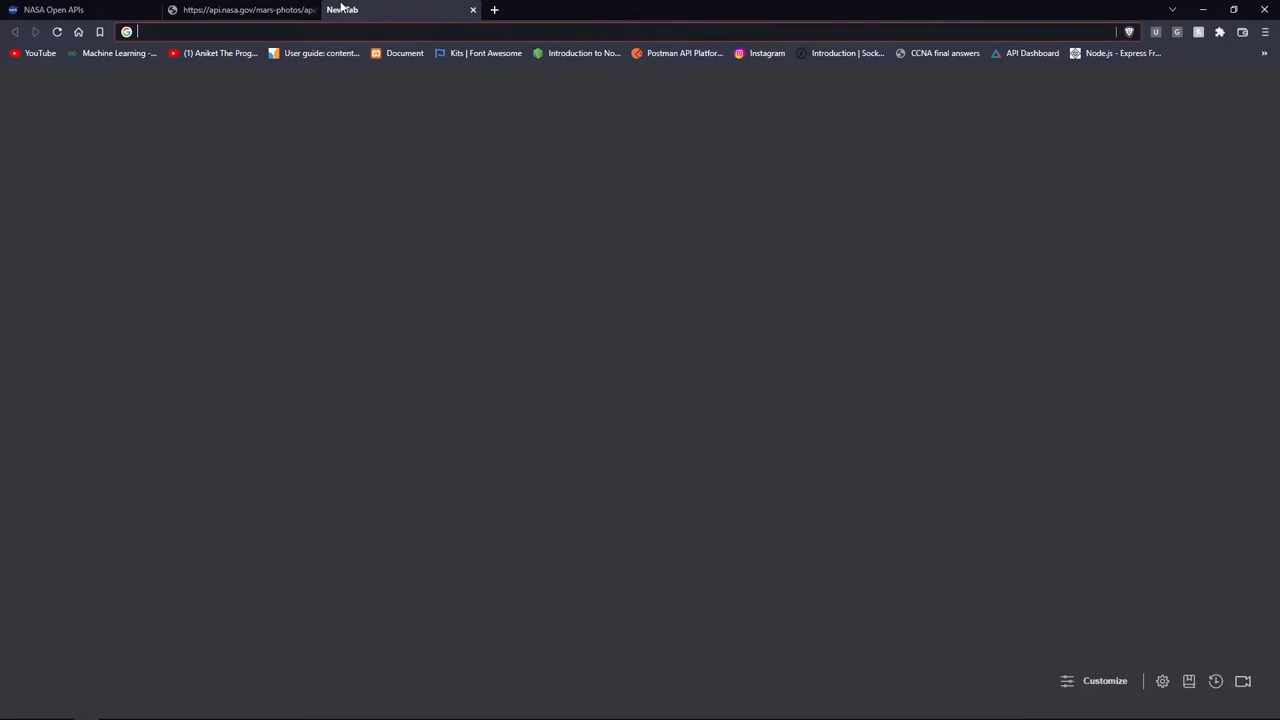 NASA Open APIs
https://api.nasa.gov/mars-photos/api/
New Tab
YouTube
Machine Learning -...
(1) Aniket The Prog...
User guide: content...
Document
Kits | Font Awesome
Introduction to No...
Postman API Platfor...
Instagram
Introduction | Sock...
CCNA final answers
API Dashboard
Node.js - Express Fr...
Customize